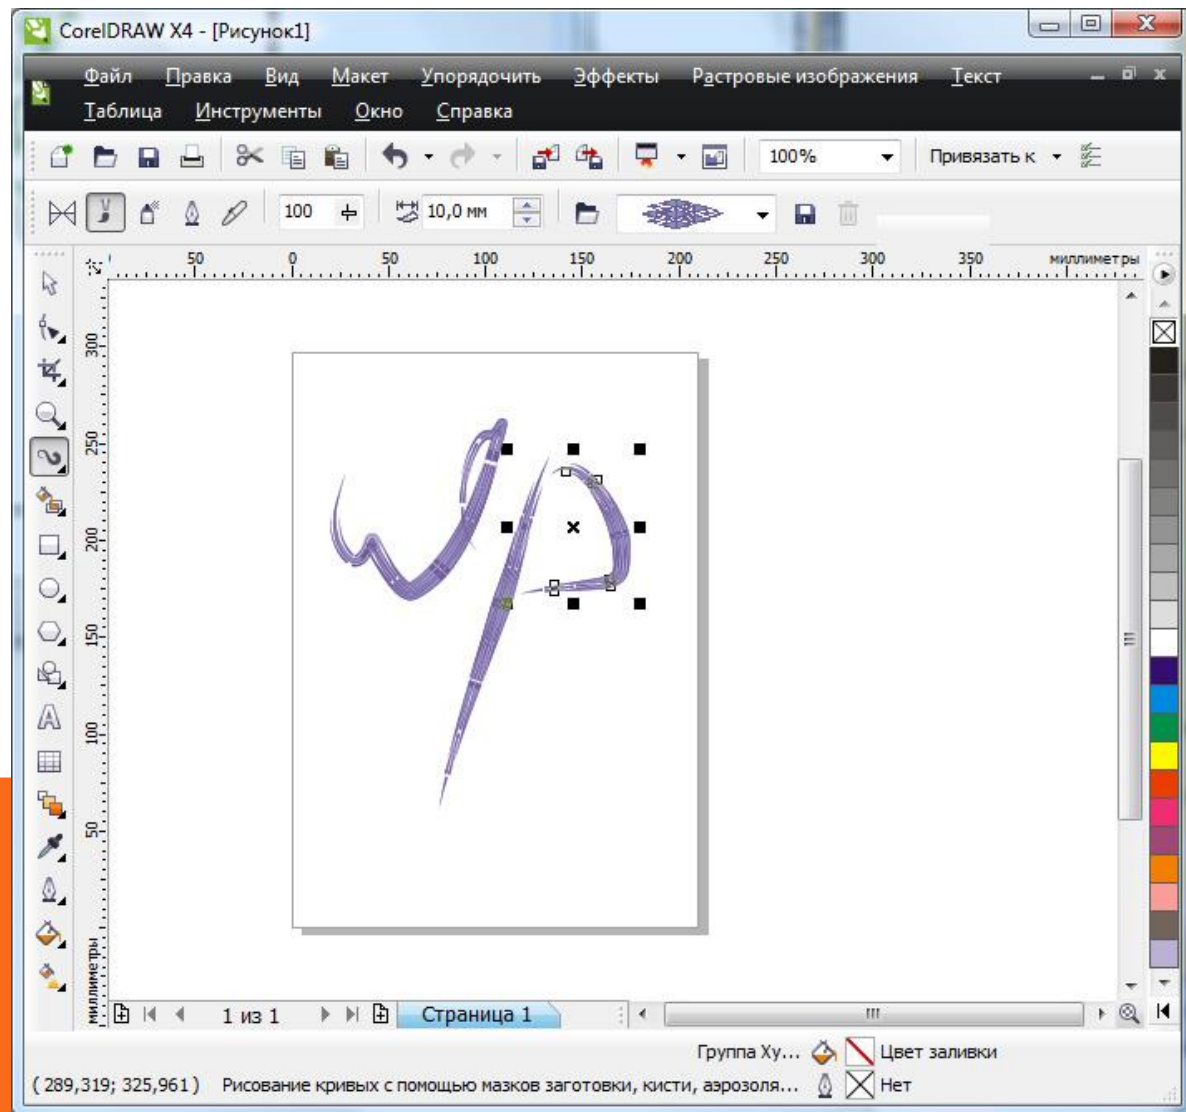 CorelDRAW X4 - [Рисунок1]
Файл Правка Вид Макет Упорядочить Эффекты Растровые изображения Текст
Таблица Инструменты Окно Справка
100% Привязать к
100 10,0 мм
50 0 50 100 150 200 250 300 350 миллиметры
300
250
200
150
100
50
миллиметры
1 из 1 Страница 1
Группа Ху... Цвет заливки
( 289,319; 325,961 ) Рисование кривых с помощью мазков заготовки, кисти, аэрозоля... Нет